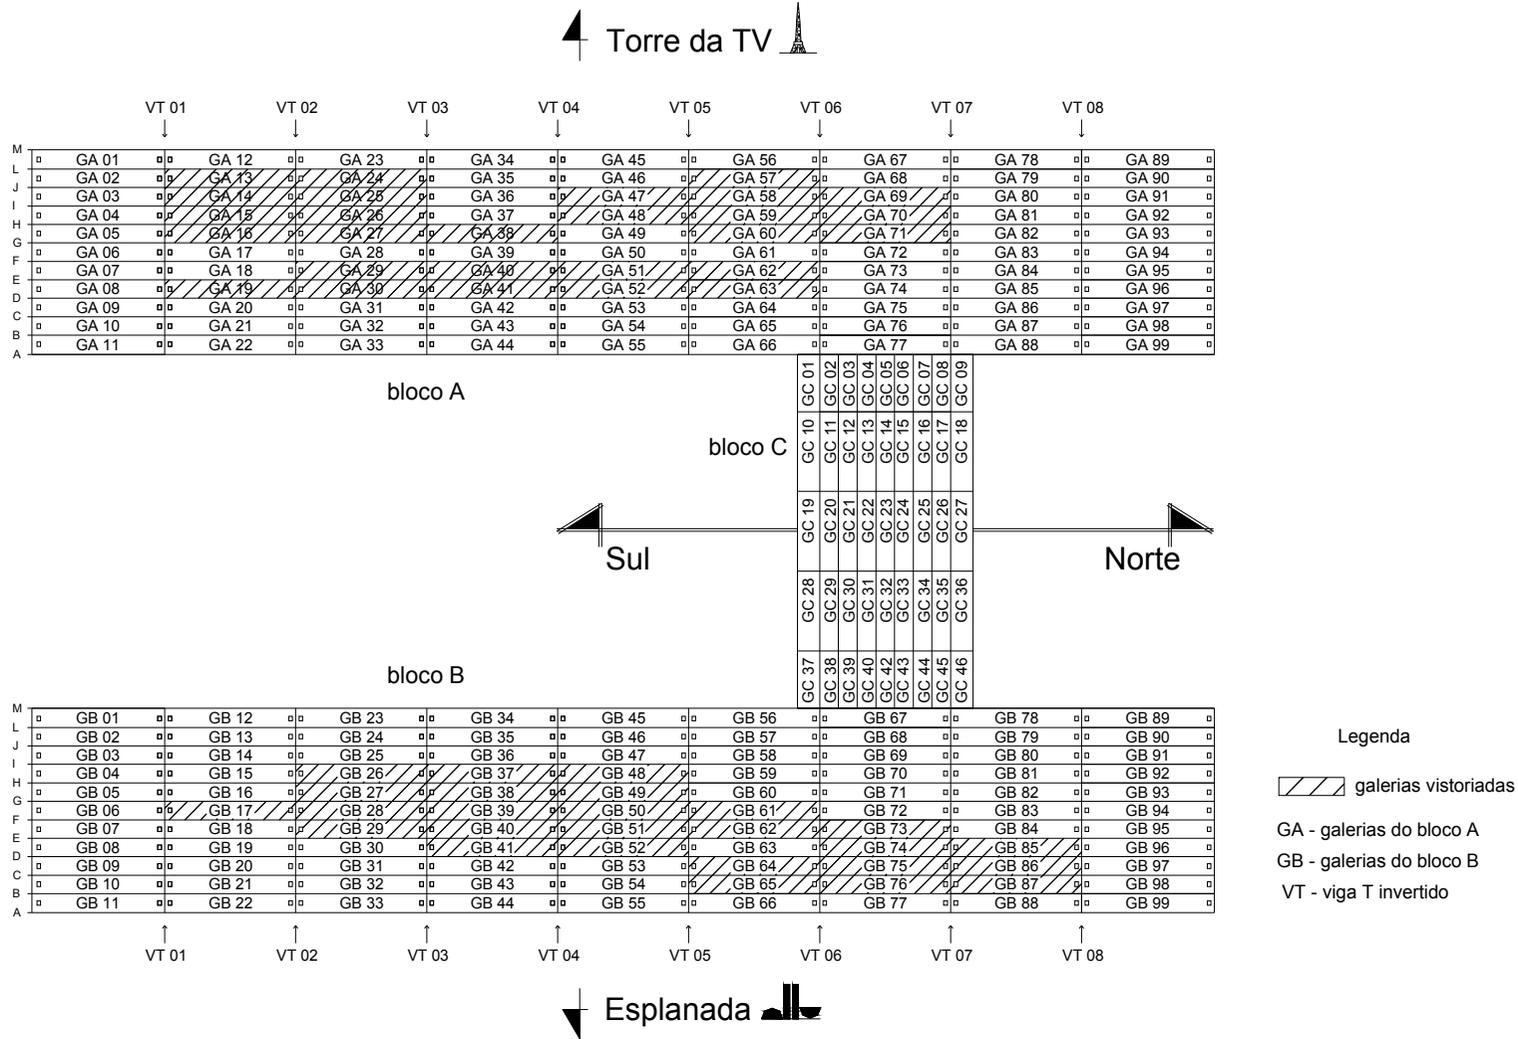 Torre da TV
VT 01 VT 02 VT 03 VT 04 VT 05 VT 06 VT 07 VT 08
M
GA 01 GA 12 GA 23 GA 34 GA 45 GA 56 GA 67 GA 78 GA 89
L
GA 02 GA 13 GA 24 GA 35 GA 46 GA 57 GA 68 GA 79 GA 90
J
GA 03 GA 14 GA 25 GA 36 GA 47 GA 58 GA 69 GA 80 GA 91
I
GA 04 GA 15 GA 26 GA 37 GA 48 GA 59 GA 70 GA 81 GA 92
H
GA 05 GA 16 GA 27 GA 38 GA 49 GA 60 GA 71 GA 82 GA 93
G
GA 06 GA 17 GA 28 GA 39 GA 50 GA 61 GA 72 GA 83 GA 94
F
GA 07 GA 18 GA 29 GA 40 GA 51 GA 62 GA 73 GA 84 GA 95
E
GA 08 GA 19 GA 30 GA 41 GA 52 GA 63 GA 74 GA 85 GA 96
D
GA 09 GA 20 GA 31 GA 42 GA 53 GA 64 GA 75 GA 86 GA 97
C
GA 10 GA 21 GA 32 GA 43 GA 54 GA 65 GA 76 GA 87 GA 98
B
GA 11 GA 22 GA 33 GA 44 GA 55 GA 66 GA 77 GA 88 GA 99
A
bloco A
GC 01 GC 02 GC 03 GC 04 GC 05 GC 06 GC 07 GC 08 GC 09
bloco C
GC 10 GC 11 GC 12 GC 13 GC 14 GC 15 GC 16 GC 17 GC 18
GC 19 GC 20 GC 21 GC 22 GC 23 GC 24 GC 25 GC 26 GC 27
Sul
Norte
GC 28 GC 29 GC 30 GC 31 GC 32 GC 33 GC 34 GC 35 GC 36
GC 37 GC 38 GC 39 GC 40 GC 42 GC 43 GC 44 GC 45 GC 46
bloco B
M
GB 01 GB 12 GB 23 GB 34 GB 45 GB 56 GB 67 GB 78 GB 89
L
GB 02 GB 13 GB 24 GB 35 GB 46 GB 57 GB 68 GB 79 GB 90
J
GB 03 GB 14 GB 25 GB 36 GB 47 GB 58 GB 69 GB 80 GB 91
I
GB 04 GB 15 GB 26 GB 37 GB 48 GB 59 GB 70 GB 81 GB 92
H
GB 05 GB 16 GB 27 GB 38 GB 49 GB 60 GB 71 GB 82 GB 93
G
GB 06 GB 17 GB 28 GB 39 GB 50 GB 61 GB 72 GB 83 GB 94
F
GB 07 GB 18 GB 29 GB 40 GB 51 GB 62 GB 73 GB 84 GB 95
E
GB 08 GB 19 GB 30 GB 41 GB 52 GB 63 GB 74 GB 85 GB 96
D
GB 09 GB 20 GB 31 GB 42 GB 53 GB 64 GB 75 GB 86 GB 97
C
GB 10 GB 21 GB 32 GB 43 GB 54 GB 65 GB 76 GB 87 GB 98
B
GB 11 GB 22 GB 33 GB 44 GB 55 GB 66 GB 77 GB 88 GB 99
A
VT 01 VT 02 VT 03 VT 04 VT 05 VT 06 VT 07 VT 08
Esplanada
Legenda
galerias vistoriadas
GA - galerias do bloco A
GB - galerias do bloco B
VT - viga T invertido